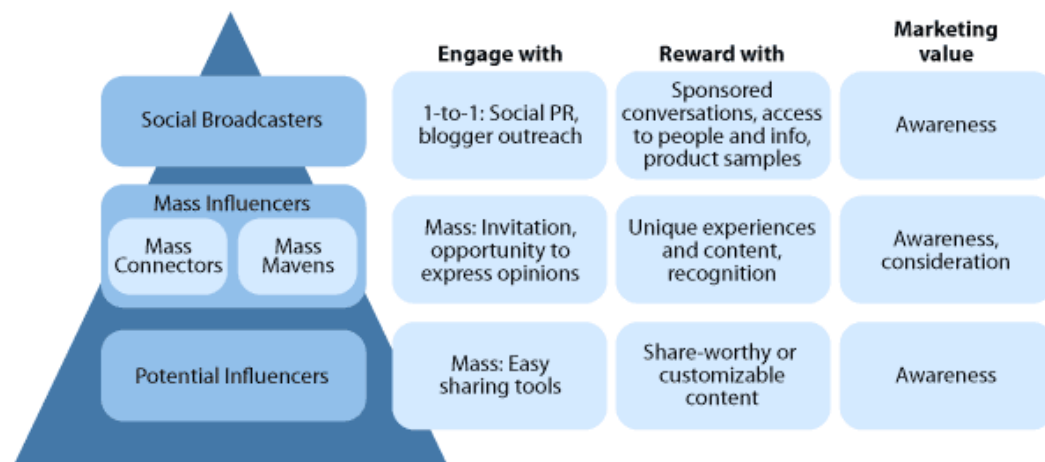 Engage with
Reward with
Marketing
value
Social Broadcasters
1-to-1: Social PR,
blogger outreach
Sponsored
conversations, access
to people and info,
product samples
Awareness
Mass Influencers
Mass
Connectors
Mass
Mavens
Mass: Invitation,
opportunity to
express opinions
Unique experiences
and content,
recognition
Awareness,
consideration
Potential Influencers
Mass: Easy
sharing tools
Share-worthy or
customizable
content
Awareness